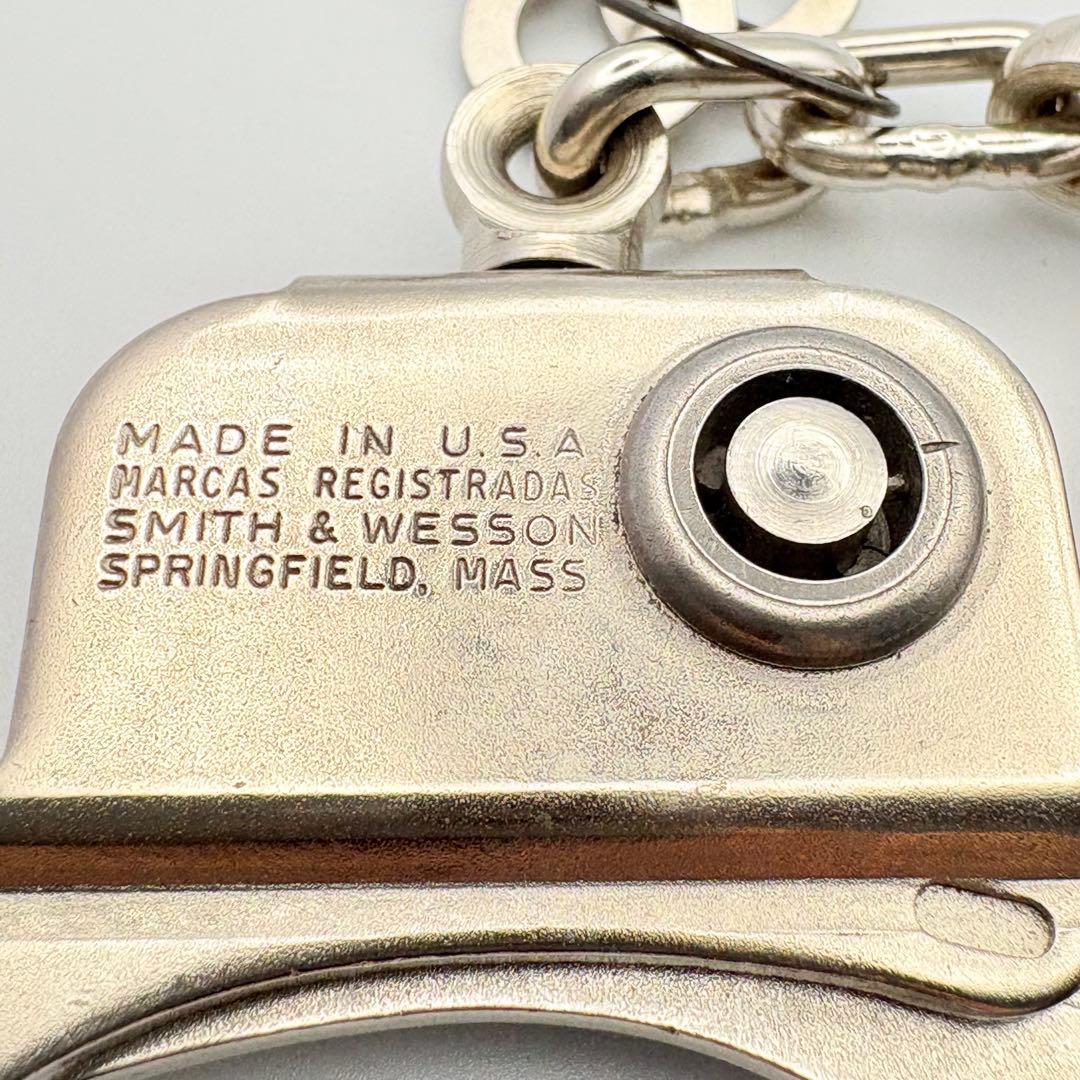 MADE IN U.S.A
MARCAS REGISTRADAS
SMITH & WESSON
SPRINGFIELD, MASS